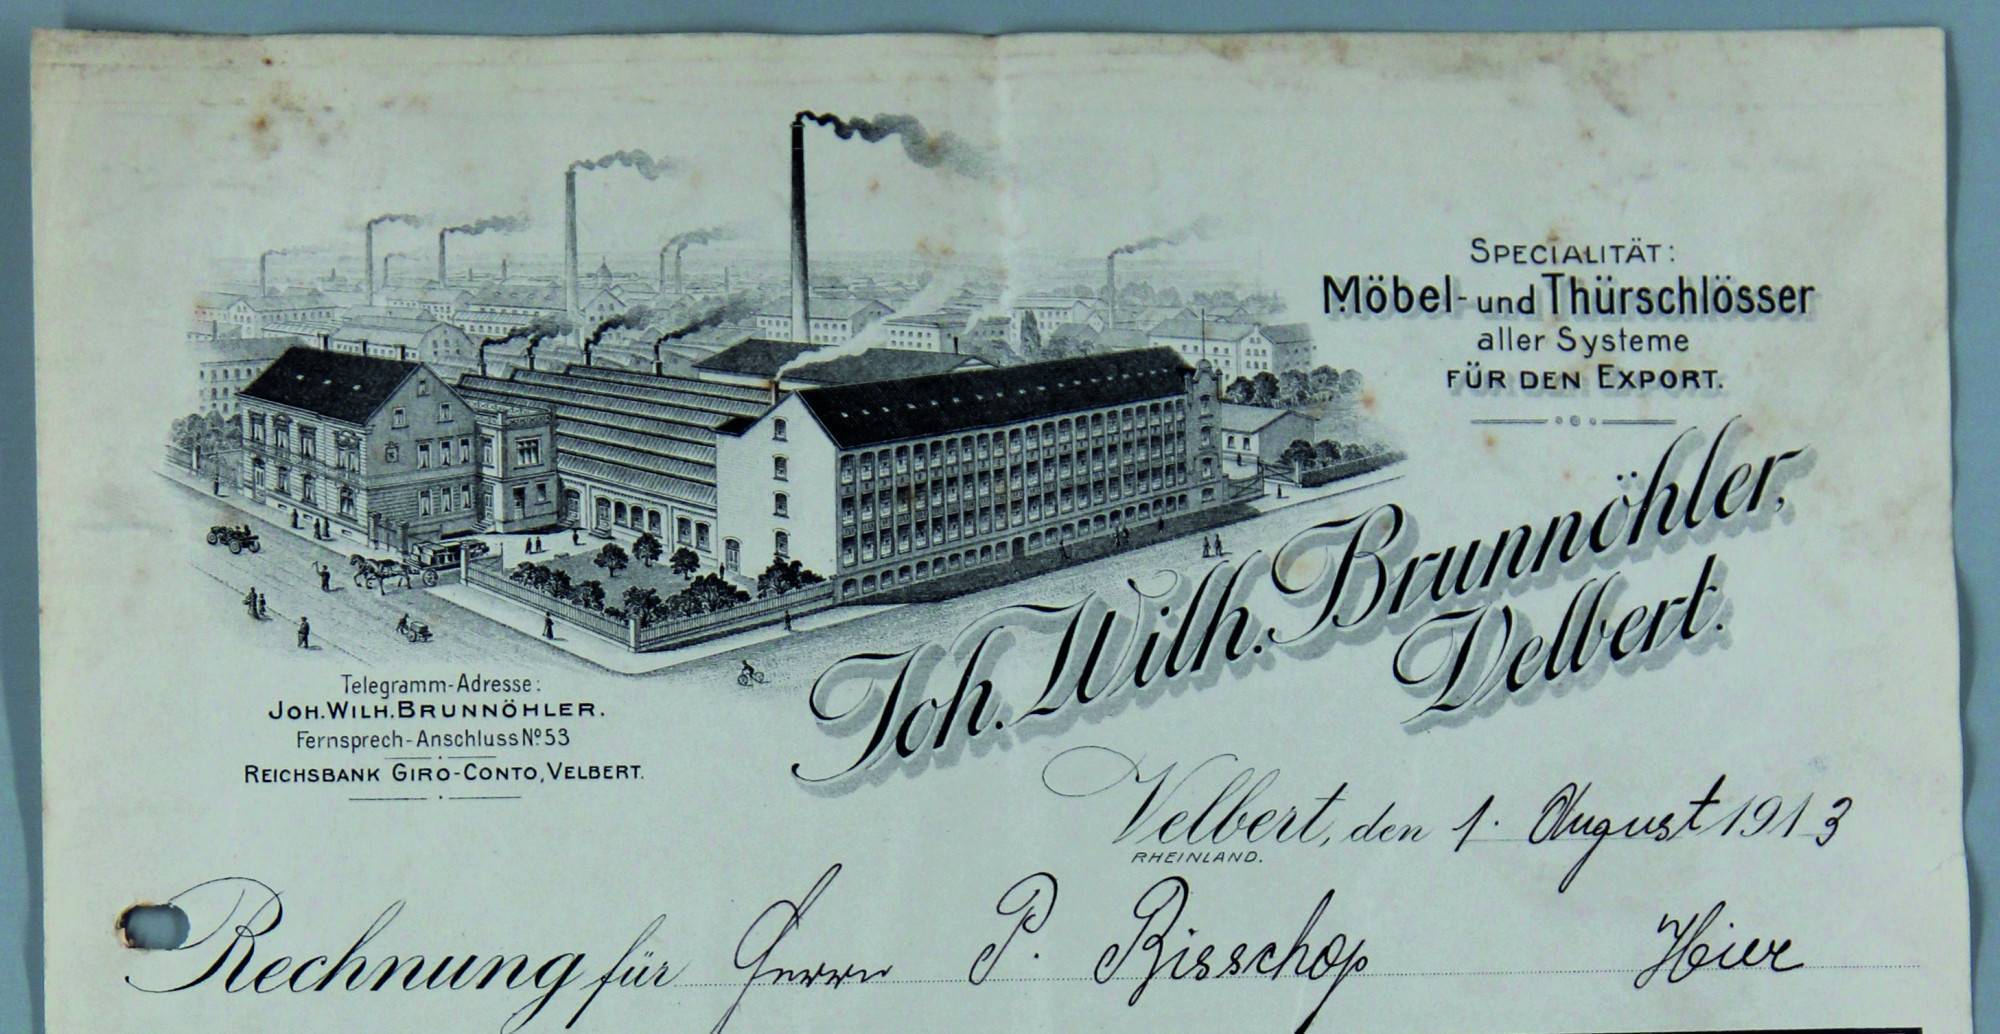 SPECIALITÄT:
Möbel- und Thürschlösser
aller Systeme
FÜR DEN EXPORT.
Joh. Wilh. Brunnöhler,
Velbert.
Telegramm-Adresse:
JOH. WILH. BRUNNÖHLER.
Fernsprech-Anschluss No. 53
REICHSBANK GIRO-CONTO, VELBERT.
Velbert, den 1. August 1913
RHEINLAND.
Rechnung für Herrn P. Bisschop Hier